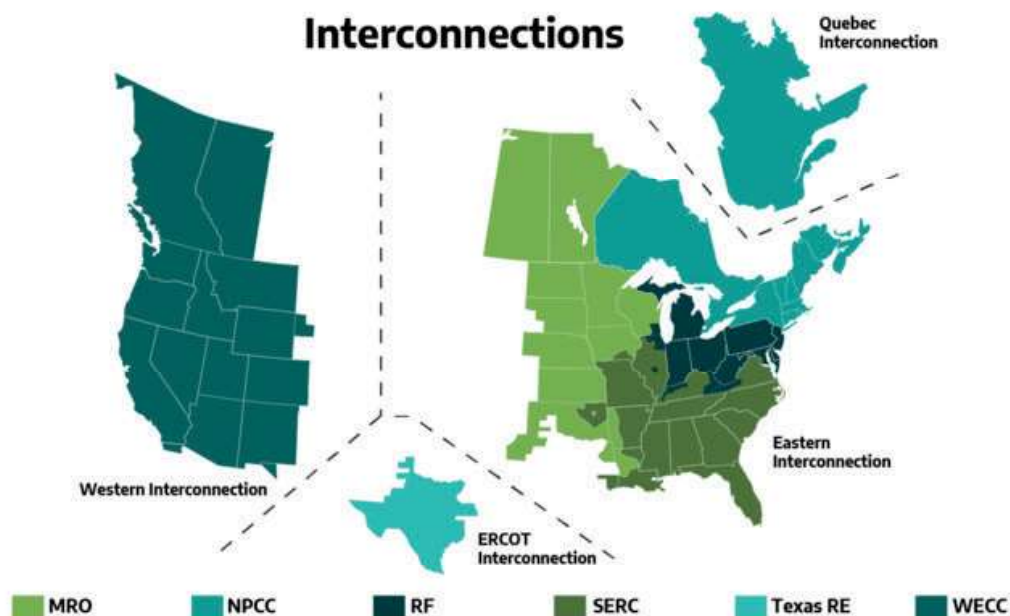 Interconnections
Quebec
Interconnection
Western Interconnection
ERCOT
Interconnection
Eastern
Interconnection
MRO
NPCC
RF
SERC
Texas RE
WECC